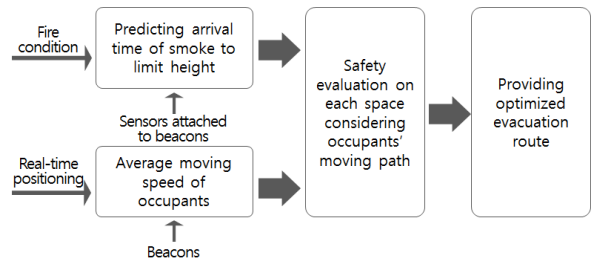 Fire
condition
Predicting arrival
time of smoke to
limit height
Sensors attached
to beacons
Real-time
positioning
Average moving
speed of
occupants
Beacons
Safety
evaluation on
each space
considering
occupants'
moving path
Providing
optimized
evacuation
route